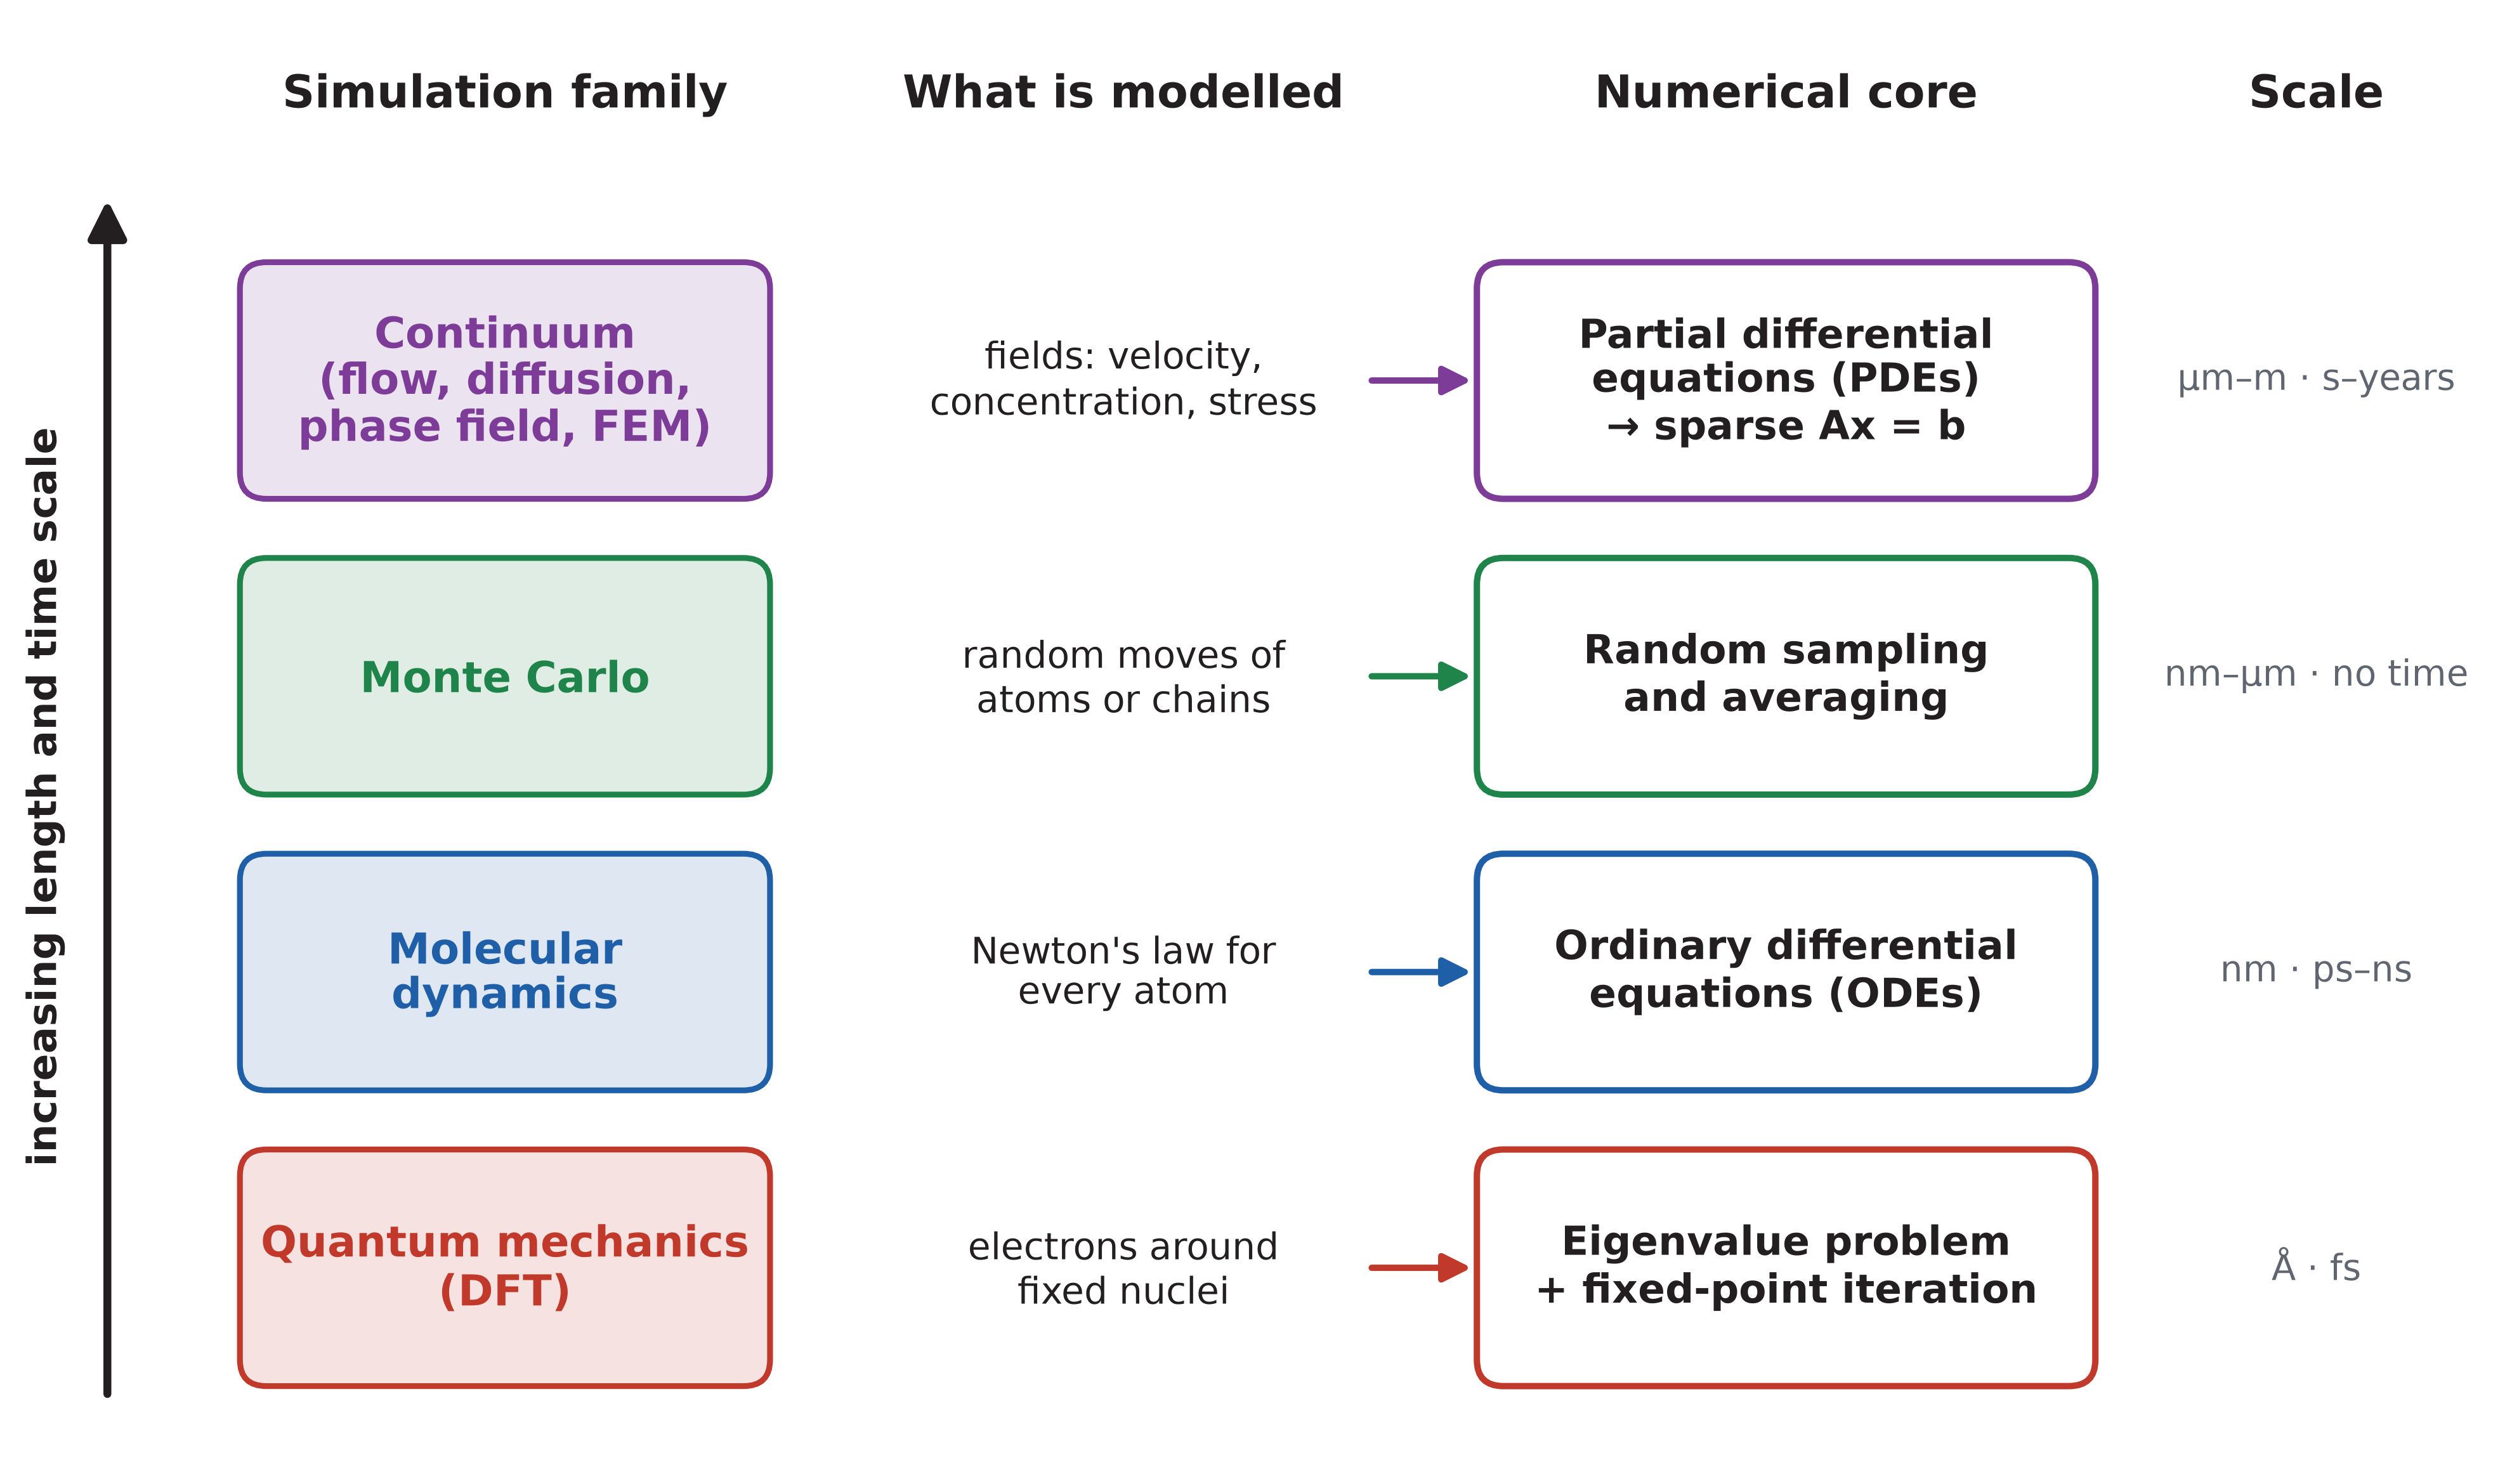 Simulation family
What is modelled
Numerical core
Scale
increasing length and time scale
Continuum
(flow, diffusion,
phase field, FEM)
fields: velocity,
concentration, stress
Partial differential
equations (PDEs)
→ sparse Ax = b
μm–m · s–years
Monte Carlo
random moves of
atoms or chains
Random sampling
and averaging
nm–μm · no time
Molecular
dynamics
Newton's law for
every atom
Ordinary differential
equations (ODEs)
nm · ps–ns
Quantum mechanics
(DFT)
electrons around
fixed nuclei
Eigenvalue problem
+ fixed-point iteration
Å · fs